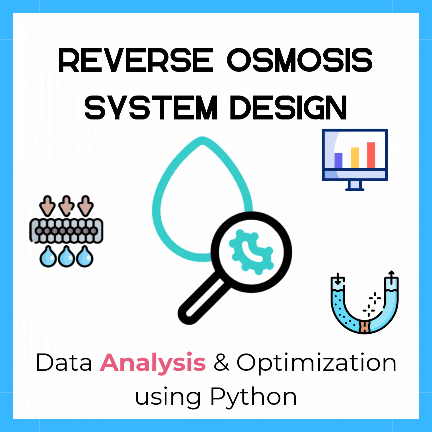 REVERSE OSMOSIS
SYSTEM DESIGN
Data Analysis & Optimization
using Python